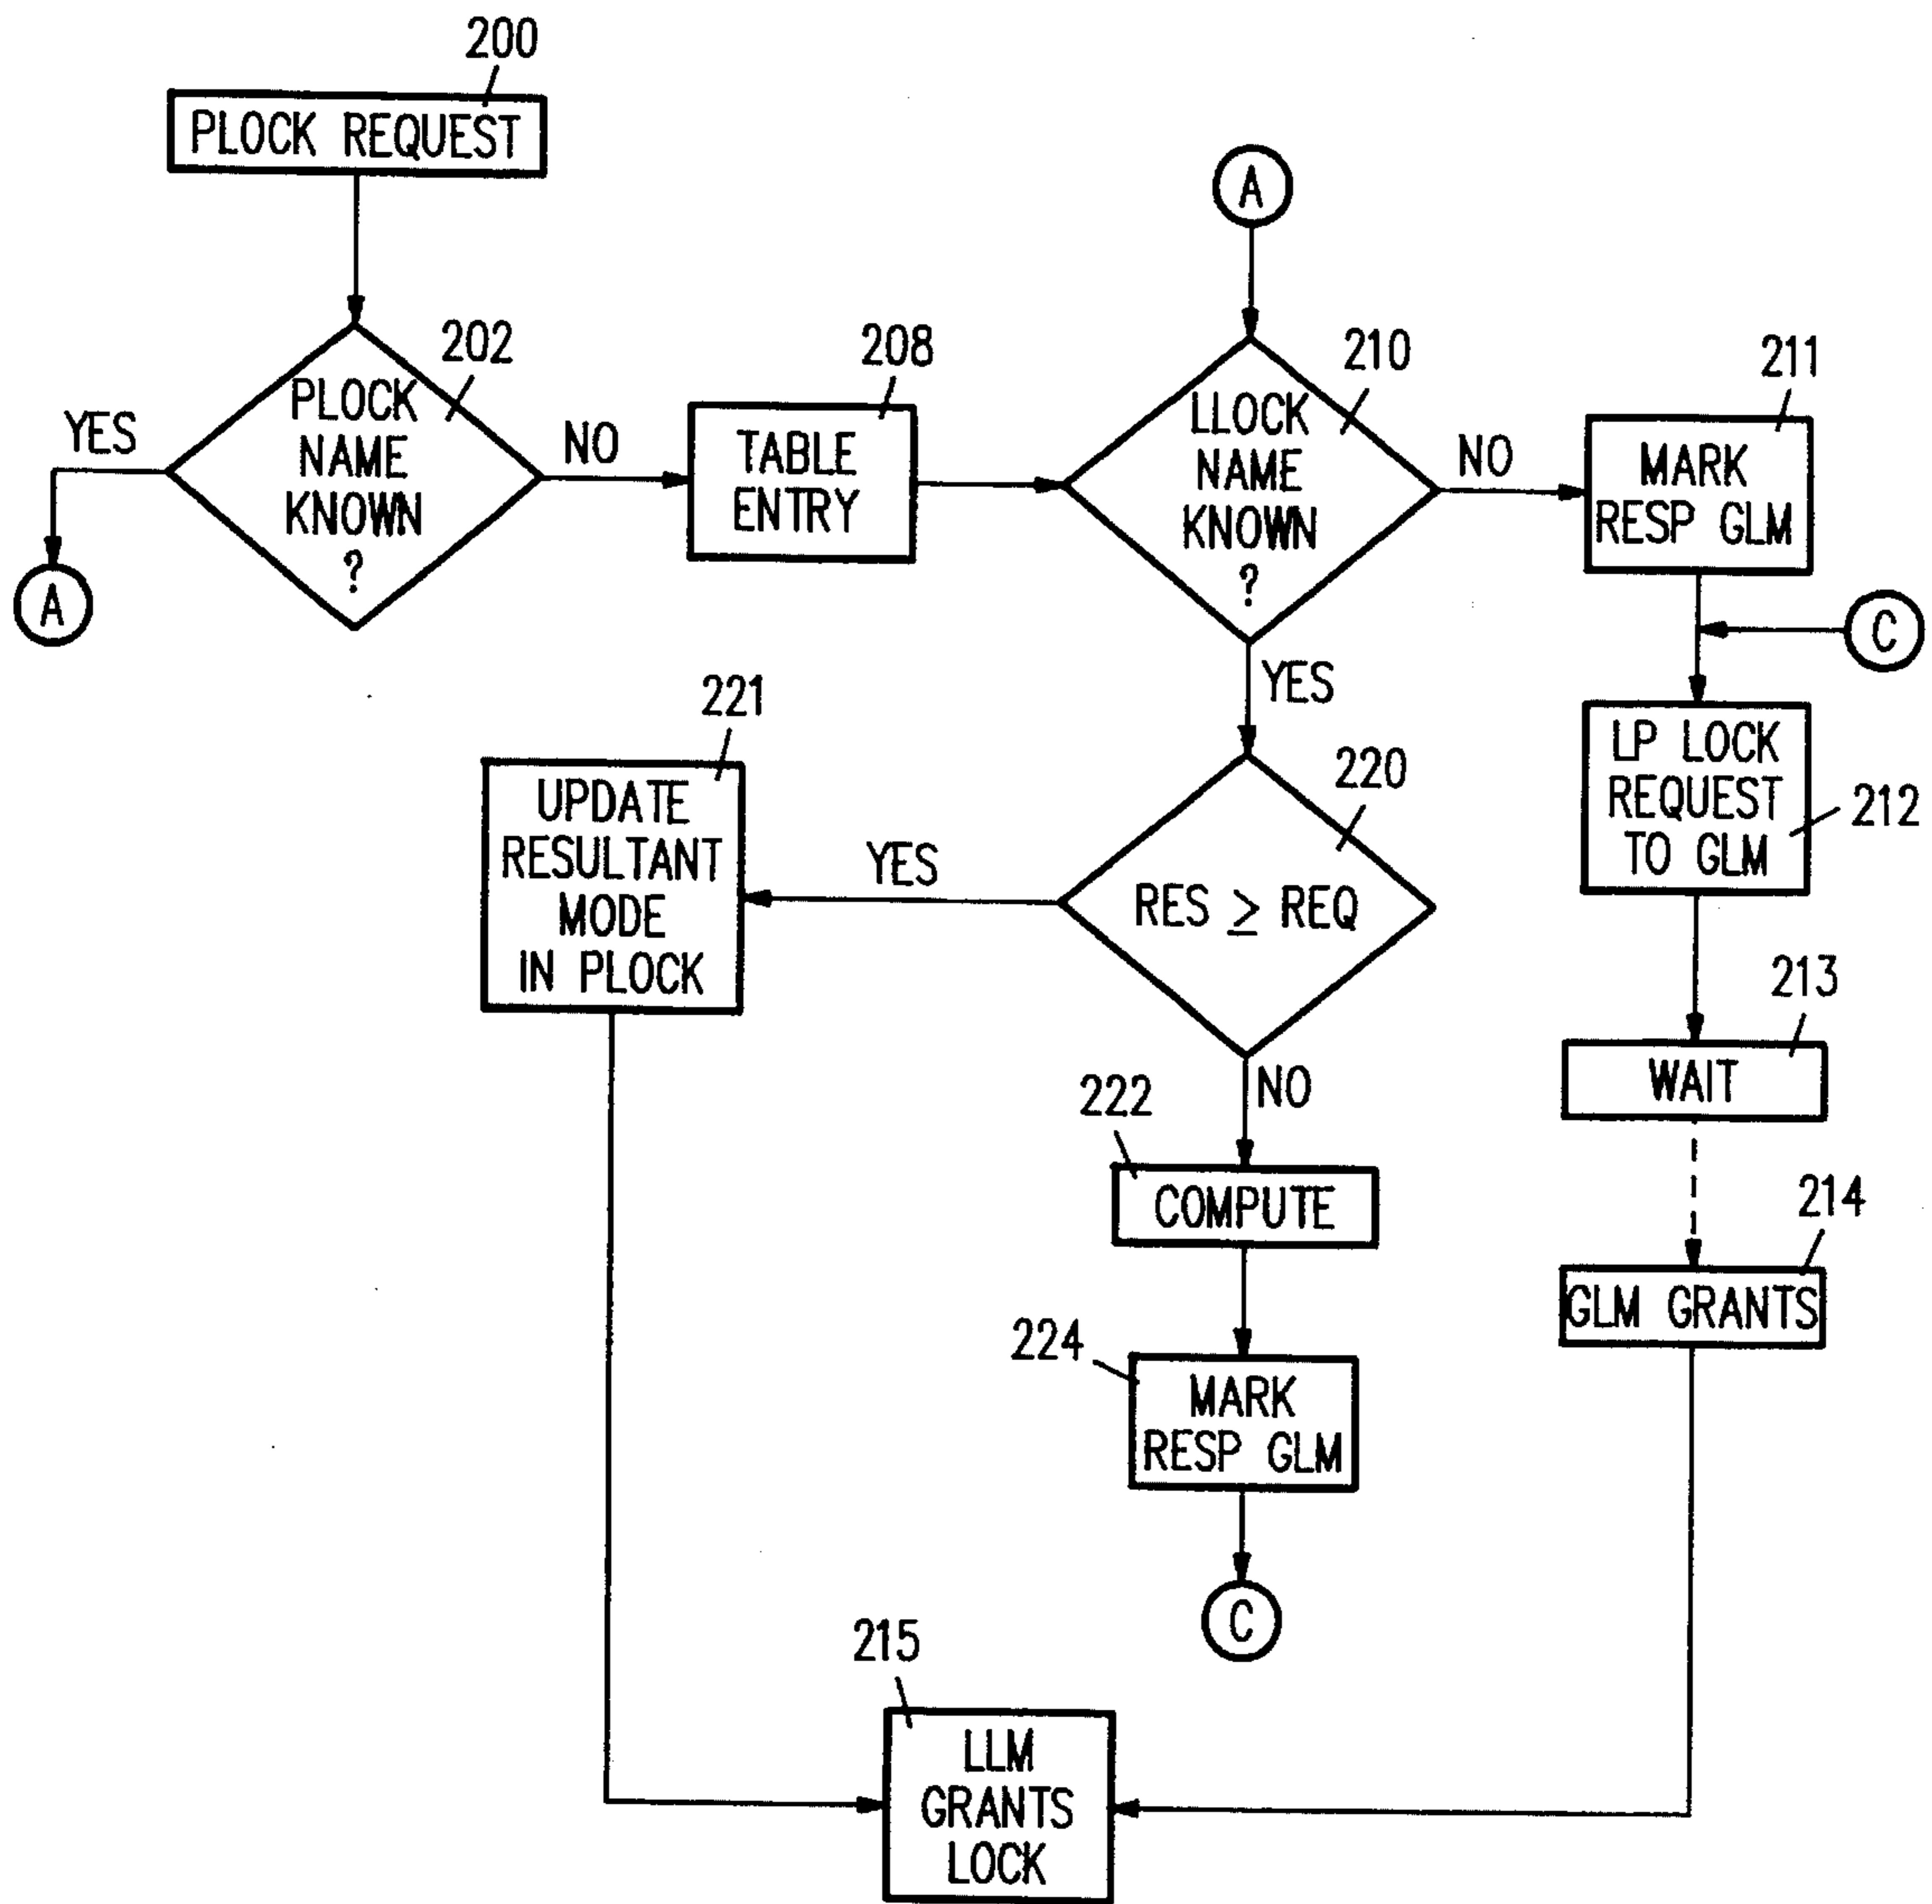 200
PLOCK REQUEST
A
202
PLOCK
NAME
KNOWN
?
YES
NO
A
208
TABLE
ENTRY
210
LLOCK
NAME
KNOWN
?
NO
YES
211
MARK
RESP GLM
C
LP LOCK
REQUEST
TO GLM
212
221
UPDATE
RESULTANT
MODE
IN PLOCK
YES
220
RES ≥ REQ
NO
213
WAIT
222
COMPUTE
214
GLM GRANTS
224
MARK
RESP GLM
C
215
LLM
GRANTS
LOCK